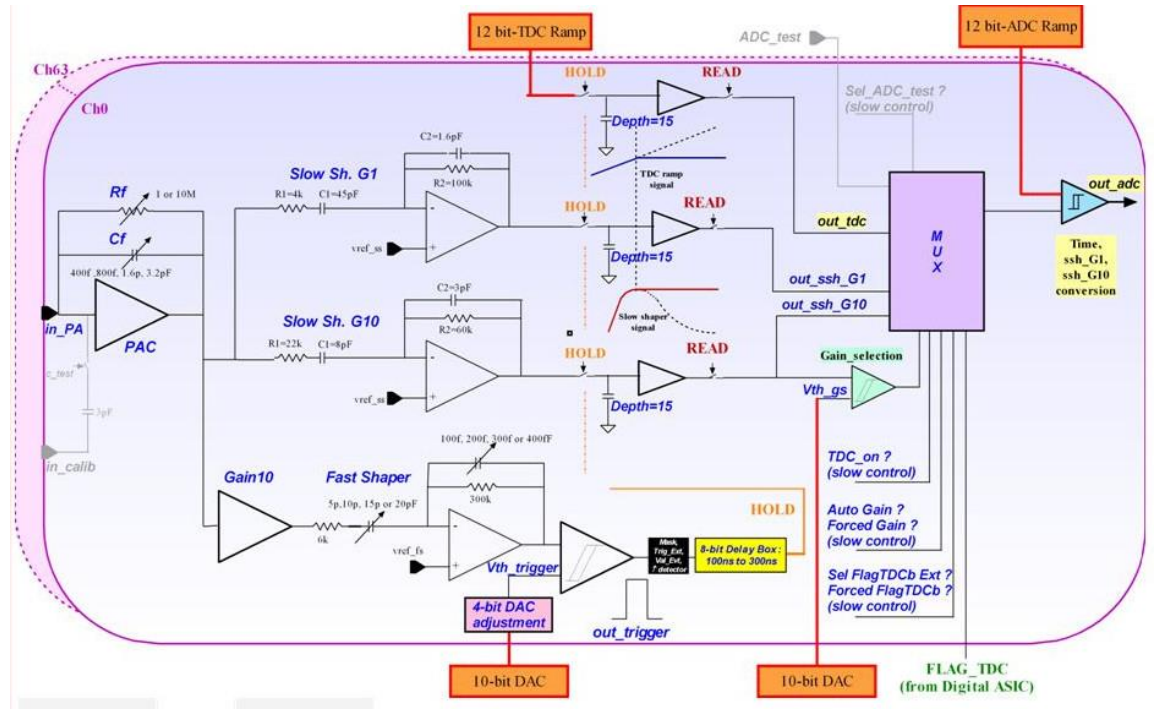 12 bit-TDC Ramp
12 bit-ADC Ramp
ADC_test
Ch63
Ch0
HOLD
READ
Sel_ADC_test ?
(slow control)
Depth=15
C2=1.6pF
R2=100k
Slow Sh. G1
R1=4k
C1=45pF
TDC ramp
signal
Rf
1 or 10M
Cf
400f ,800f, 1.6p, 3.2pF
vref_ss
HOLD
READ
Depth=15
out_tdc
M
U
X
out_adc
Time,
ssh_G1,
ssh_G10
conversion
out_ssh_G1
out_ssh_G10
in_PA
PAC
C2=3pF
R2=60k
Slow Sh. G10
R1=22k
C1=8pF
Slow shaper
signal
HOLD
READ
Gain_selection
c_test
3pF
vref_ss
Depth=15
Vth_gs
in_calib
100f, 200f, 300f or 400fF
300k
TDC_on ?
(slow control)
Gain10
Fast Shaper
5p,10p, 15p or 20pF
6k
HOLD
Auto Gain ?
Forced Gain ?
(slow control)
vref_fs
Vth_trigger
Mask,
Trig_Ext,
Val_Evt,
↑ detector
8-bit Delay Box :
100ns to 300ns
Sel FlagTDCb Ext ?
Forced FlagTDCb ?
(slow control)
4-bit DAC
adjustment
out_trigger
10-bit DAC
10-bit DAC
FLAG_TDC
(from Digital ASIC)